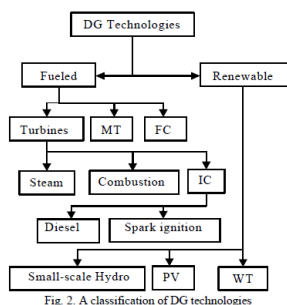 DG Technologies
Fueled Renewable
Turbines MT FC
Steam Combustion IC
Diesel Spark ignition
Small-scale Hydro PV WT
Fig. 2. A classification of DG technologies